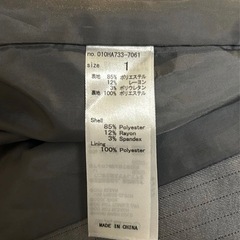 no. 010HA733-7061
size 1
表地 85% ポリエステル
12% レーヨン
3% ポリウレタン
裏地 100% ポリエステル
Shell
85% Polyester
12% Rayon
3% Spandex
Lining
100% Polyester
MADE IN CHINA